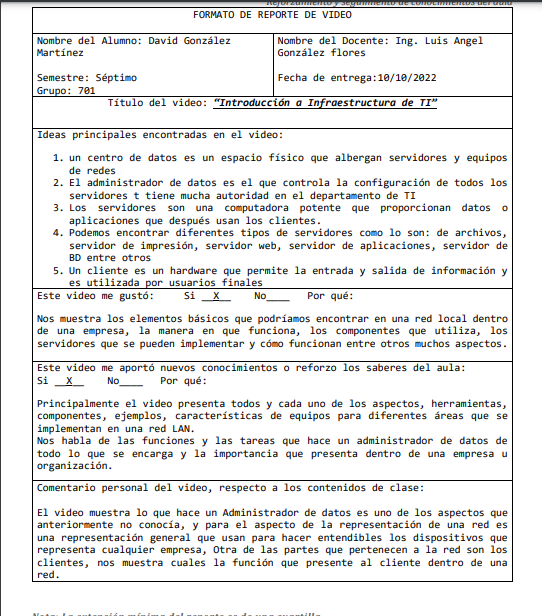 Reforzamiento y seguimiento de conocimientos del aula
FORMATO DE REPORTE DE VIDEO
Nombre del Alumno: David González
Martínez
Semestre: Séptimo
Grupo: 701
Nombre del Docente: Ing. Luis Angel
González flores
Fecha de entrega:10/10/2022
Título del video: “Introducción a Infraestructura de TI”
Ideas principales encontradas en el video:
1. un centro de datos es un espacio físico que albergan servidores y equipos
de redes
2. El administrador de datos es el que controla la configuración de todos los
servidores t tiene mucha autoridad en el departamento de TI
3. Los servidores son una computadora potente que proporcionan datos o
aplicaciones que después usan los clientes.
4. Podemos encontrar diferentes tipos de servidores como lo son: de archivos,
servidor de impresión, servidor web, servidor de aplicaciones, servidor de
BD entre otros
5. Un cliente es un hardware que permite la entrada y salida de información y
es utilizada por usuarios finales
Este video me gustó: Si __X__ No____ Por qué:
Nos muestra los elementos básicos que podríamos encontrar en una red local dentro
de una empresa, la manera en que funciona, los componentes que utiliza, los
servidores que se pueden implementar y cómo funcionan entre otros muchos aspectos.
Este video me aportó nuevos conocimientos o reforzo los saberes del aula:
Si __X__ No____ Por qué:
Principalmente el video presenta todos y cada uno de los aspectos, herramientas,
componentes, ejemplos, características de equipos para diferentes áreas que se
implementan en una red LAN.
Nos habla de las funciones y las tareas que hace un administrador de datos de
todo lo que se encarga y la importancia que presenta dentro de una empresa u
organización.
Comentario personal del video, respecto a los contenidos de clase:
El video muestra lo que hace un Administrador de datos es uno de los aspectos que
anteriormente no conocía, y para el aspecto de la representación de una red es
una representación general que usan para hacer entendibles los dispositivos que
representa cualquier empresa, Otra de las partes que pertenecen a la red son los
clientes, nos muestra cuales la función que presente al cliente dentro de una
red.
Nota: La extensión mínima del reporte es de una cuartilla